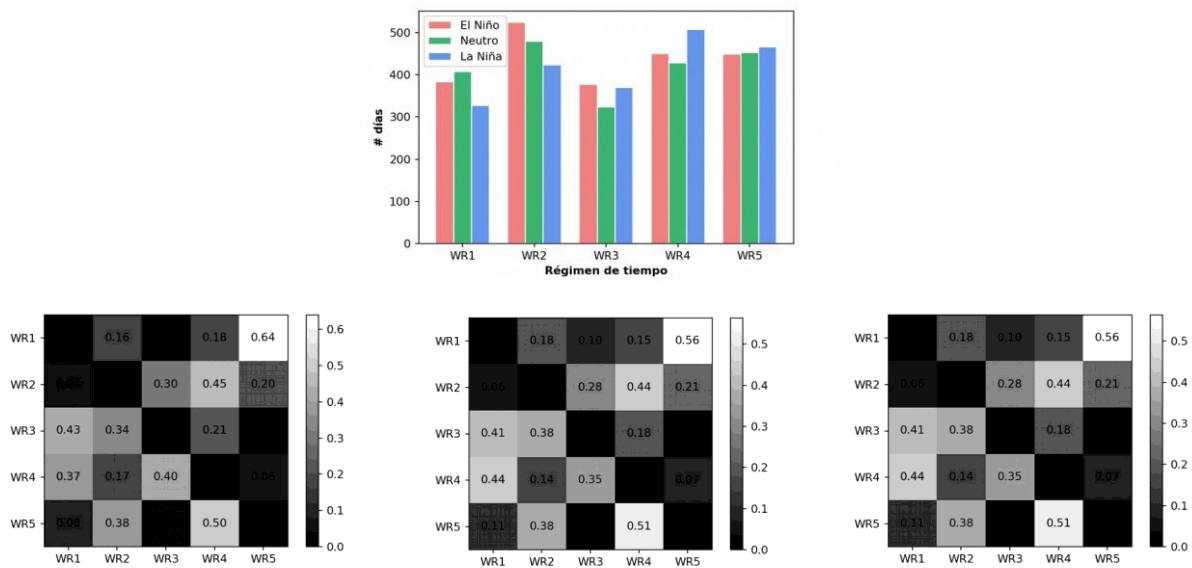 El Niño
Neutro
La Niña
500
400
300
200
100
0
# días
WR1 WR2 WR3 WR4 WR5
Régimen de tiempo
WR1 0.16 0.18 0.64
WR2 0.30 0.45 0.20
WR3 0.43 0.34 0.21
WR4 0.37 0.17 0.40 0.06
WR5 0.08 0.38 0.50
WR1 WR2 WR3 WR4 WR5
0.6
0.5
0.4
0.3
0.2
0.1
0.0
WR1 0.18 0.10 0.15 0.56
WR2 0.06 0.28 0.44 0.21
WR3 0.41 0.38 0.18
WR4 0.44 0.14 0.35 0.07
WR5 0.11 0.38 0.51
WR1 WR2 WR3 WR4 WR5
0.5
0.4
0.3
0.2
0.1
0.0
WR1 0.18 0.10 0.15 0.56
WR2 0.06 0.28 0.44 0.21
WR3 0.41 0.38 0.18
WR4 0.44 0.14 0.35 0.07
WR5 0.11 0.38 0.51
WR1 WR2 WR3 WR4 WR5
0.5
0.4
0.3
0.2
0.1
0.0